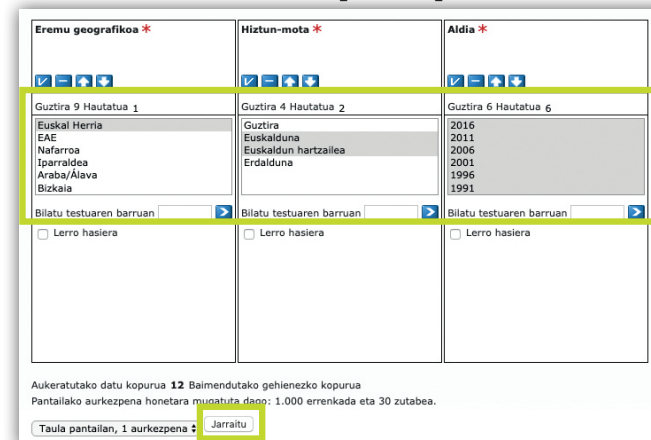 Eremu geografikoa *
Hiztun-mota *
Aldia *
Guztira 9 Hautatua 1
Guztira 4 Hautatua 2
Guztira 6 Hautatua 6
Euskal Herria
EAE
Nafarroa
Iparraldea
Araba/Álava
Bizkaia
Guztira
Euskalduna
Euskaldun hartzailea
Erdalduna
2016
2011
2006
2001
1996
1991
Bilatu testuaren barruan
Bilatu testuaren barruan
Bilatu testuaren barruan
Lerro hasiera
Lerro hasiera
Lerro hasiera
Aukeratutako datu kopurua 12 Baimendutako gehienezko kopurua
Pantailako aurkezpena honetara mugatuta dago: 1.000 errenkada eta 30 zutabea.
Taula pantailan, 1 aurkezpena
Jarraitu